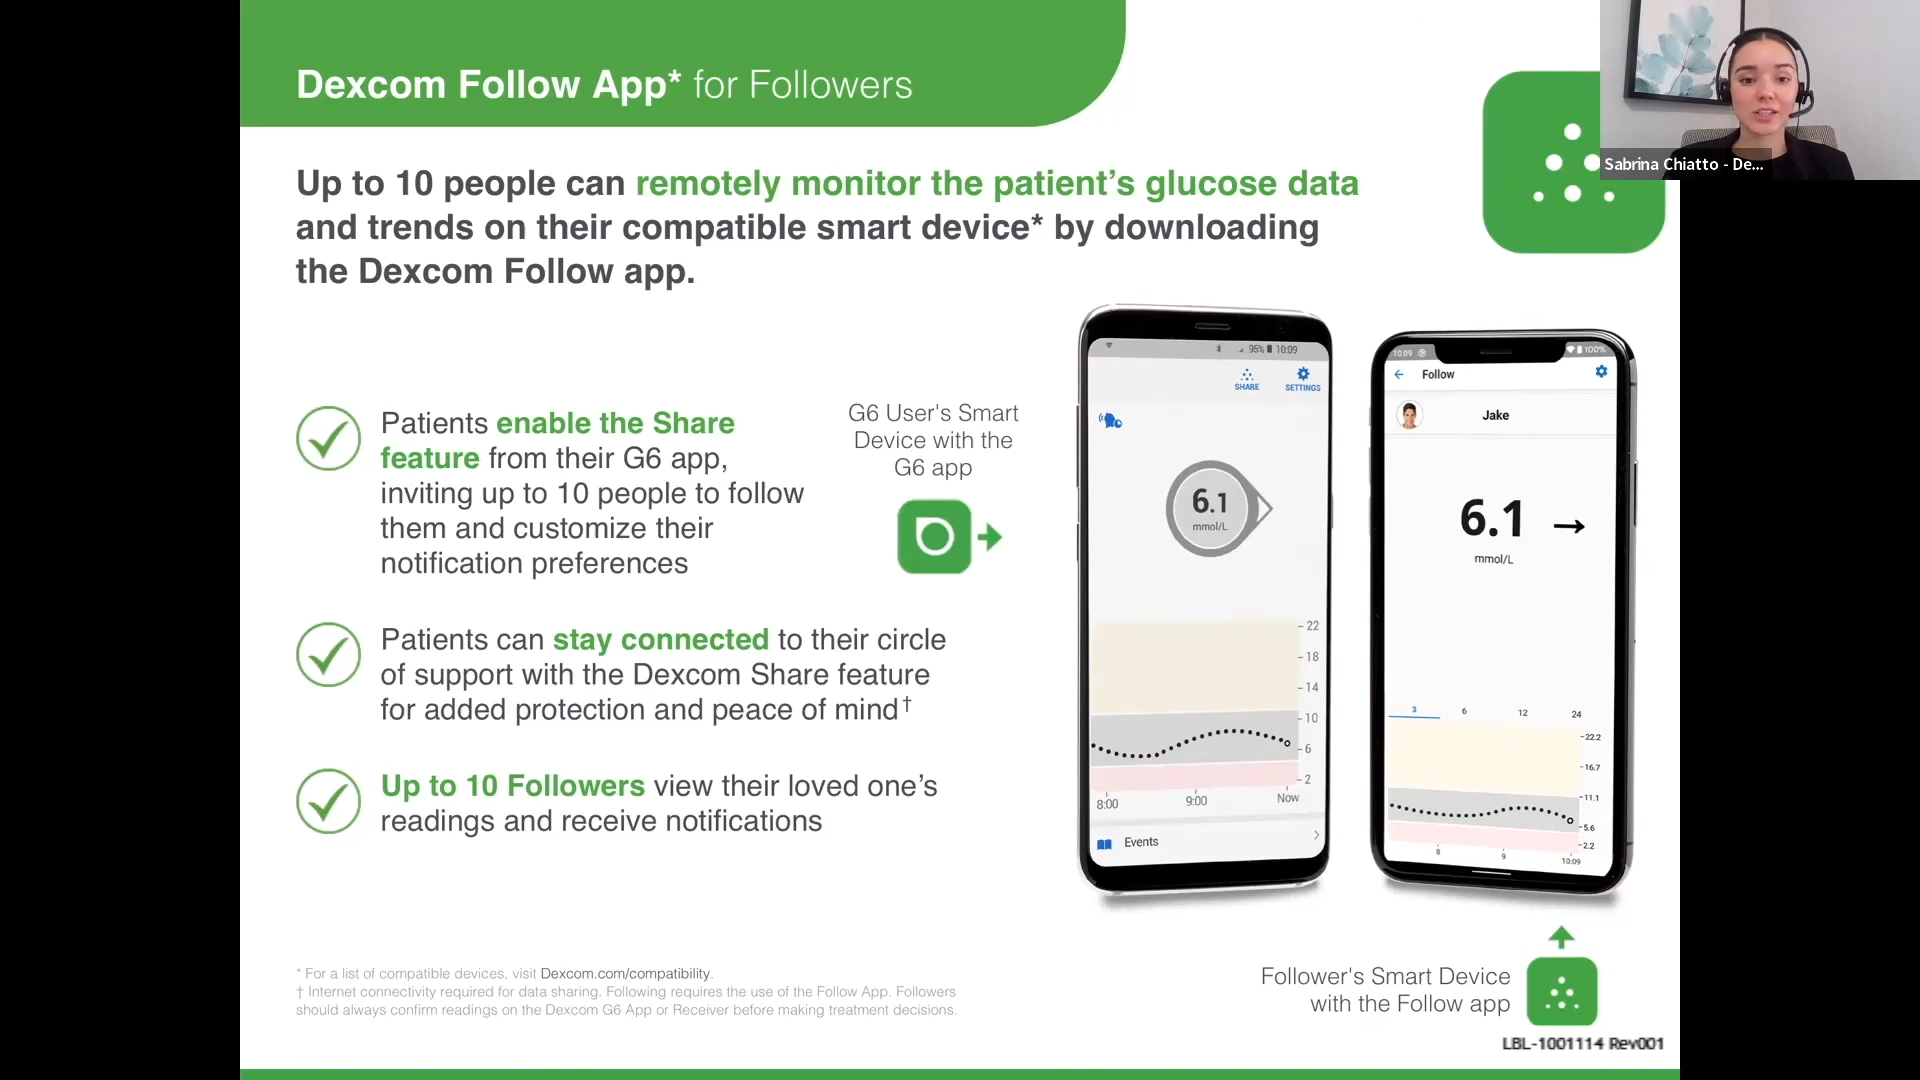 Dexcom Follow App* for Followers
Sabrina Chiatto - De...
Up to 10 people can remotely monitor the patient’s glucose data
and trends on their compatible smart device* by downloading
the Dexcom Follow app.
Patients enable the Share
feature from their G6 app,
inviting up to 10 people to follow
them and customize their
notification preferences
Patients can stay connected to their circle
of support with the Dexcom Share feature
for added protection and peace of mind†
Up to 10 Followers view their loved one’s
readings and receive notifications
G6 User's Smart
Device with the
G6 app
95% 10:09
SHARE SETTINGS
6.1
mmol/L
22
18
14
10
6
2
8:00 9:00 Now
Events
10:09 100%
Follow
Jake
6.1
mmol/L
3 6 12 24
22.2
16.7
11.1
5.6
2.2
8 9 10:09
* For a list of compatible devices, visit Dexcom.com/compatibility.
† Internet connectivity required for data sharing. Following requires the use of the Follow App. Followers
should always confirm readings on the Dexcom G6 App or Receiver before making treatment decisions.
Follower's Smart Device
with the Follow app
LBL-1001114 Rev001